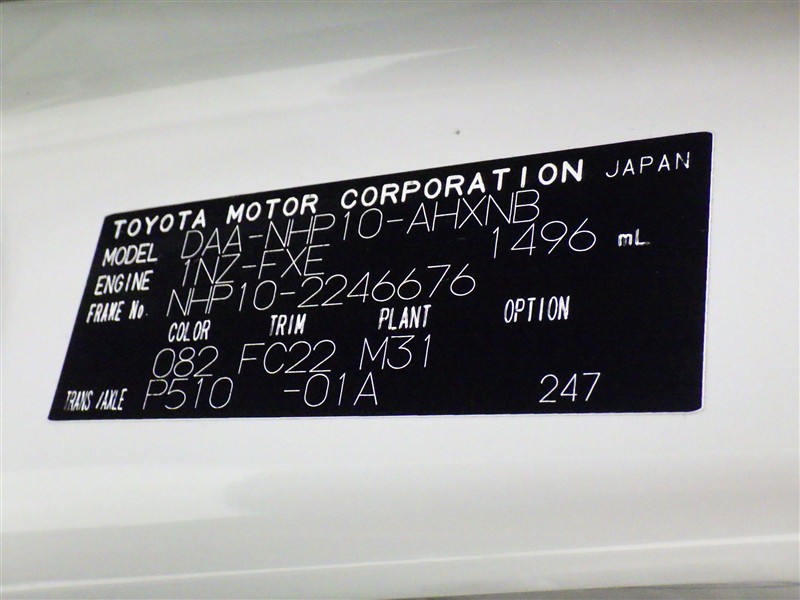 TOYOTA MOTOR CORPORATION JAPAN
MODEL DAA-NHP10-AHXNB
ENGINE 1NZ-FXE 1496 mL
FRAME No. NHP10-2246676
COLOR TRIM PLANT OPTION
082 FC22 M31
TRANS/AXLE P510 -01A 247